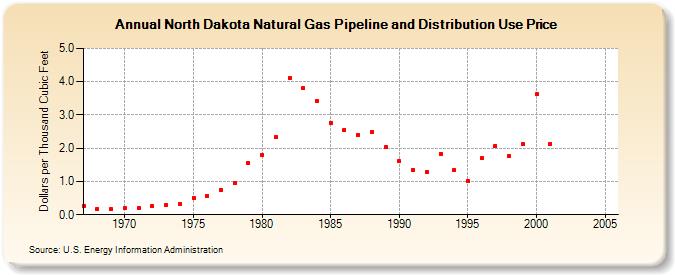 Annual North Dakota Natural Gas Pipeline and Distribution Use Price
Dollars per Thousand Cubic Feet
5.0
4.0
3.0
2.0
1.0
0.0
1970 1975 1980 1985 1990 1995 2000 2005
Source: U.S. Energy Information Administration